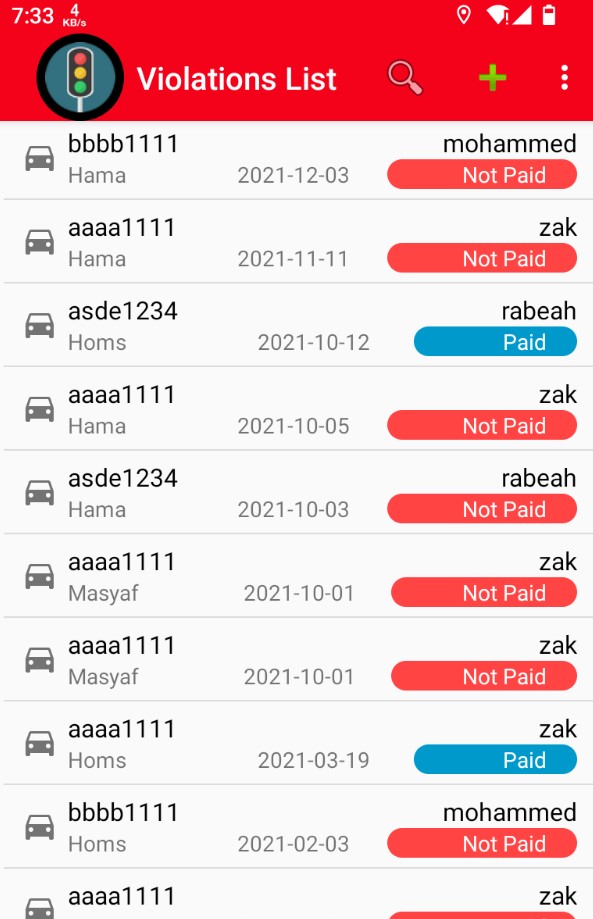 7:33 4 KB/s
Violations List
bbbb1111 mohammed
Hama 2021-12-03 Not Paid
aaaa1111 zak
Hama 2021-11-11 Not Paid
asde1234 rabeah
Homs 2021-10-12 Paid
aaaa1111 zak
Hama 2021-10-05 Not Paid
asde1234 rabeah
Hama 2021-10-03 Not Paid
aaaa1111 zak
Masyaf 2021-10-01 Not Paid
aaaa1111 zak
Masyaf 2021-10-01 Not Paid
aaaa1111 zak
Homs 2021-03-19 Paid
bbbb1111 mohammed
Homs 2021-02-03 Not Paid
aaaa1111 zak